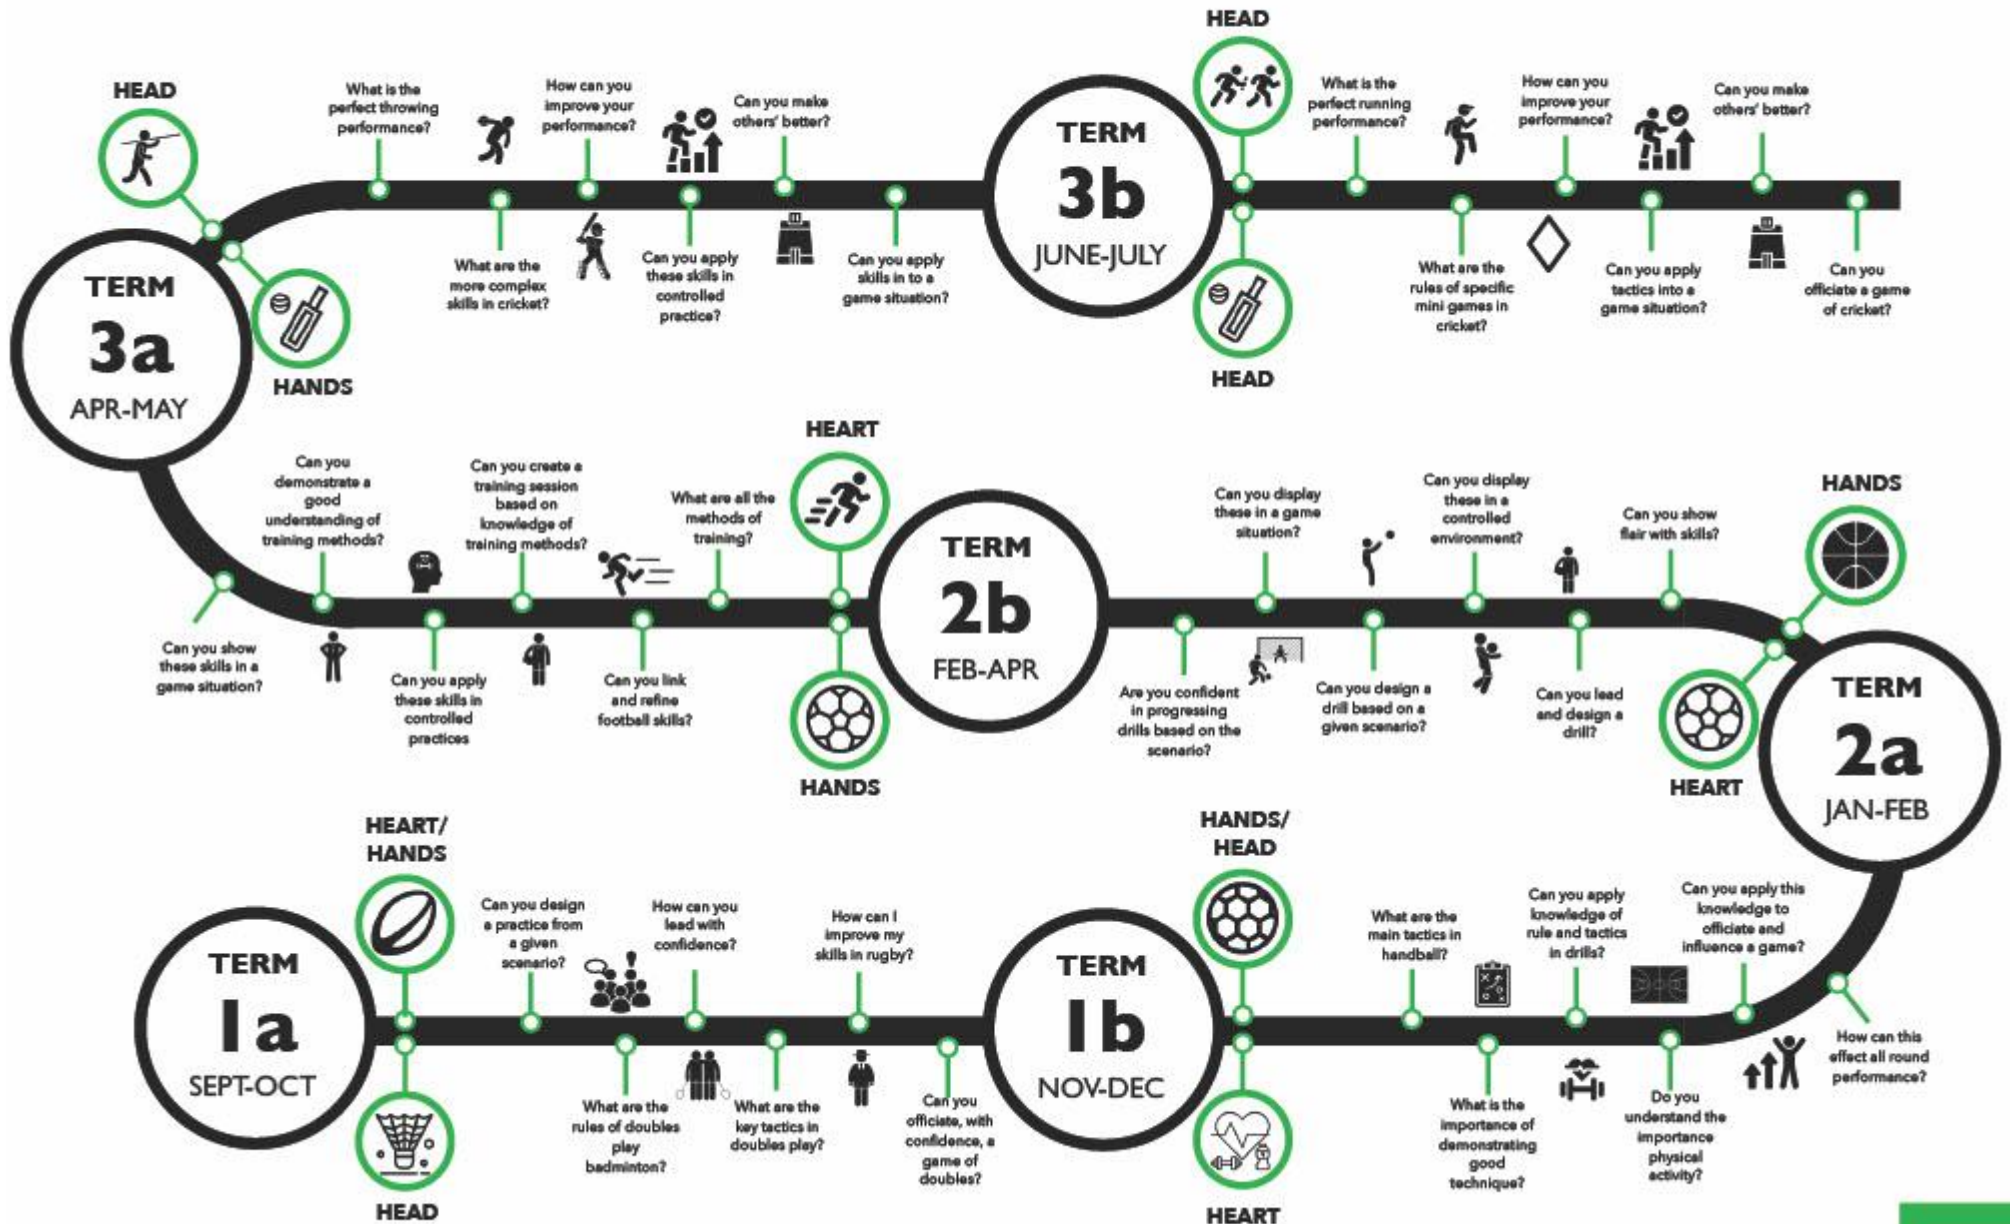 HEAD
HEAD
What is the
perfect throwing
performance?
How can you
improve your
performance?
Can you make
others' better?
TERM
3b
JUNE-JULY
What is the
perfect running
performance?
How can you
improve your
performance?
Can you make
others' better?
TERM
3a
APR-MAY
HANDS
What are the
more complex
skills in cricket?
Can you apply
these skills in
controlled
practice?
Can you apply
skills in to a
game situation?
HEAD
What are the
rules of specific
mini games in
cricket?
Can you apply
tactics into a
game situation?
Can you
officiate a game
of cricket?
Can you
demonstrate a
good
understanding of
training methods?
Can you create a
training session
based on
knowledge of
training methods?
What are all the
methods of
training?
HEART
TERM
2b
FEB-APR
Can you display
these in a game
situation?
Can you display
these in a
controlled
environment?
Can you show
flair with skills?
HANDS
Can you show
these skills in a
game situation?
Can you apply
these skills in
controlled
practices
Can you link
and refine
football skills?
HANDS
Are you confident
in progressing
drills based on the
scenario?
Can you design a
drill based on a
given scenario?
Can you lead
and design a
drill?
HEART
TERM
2a
JAN-FEB
HEART/
HANDS
TERM
1a
SEPT-OCT
Can you design
a practice from
a given
scenario?
How can you
lead with
confidence?
How can I
improve my
skills in rugby?
HANDS/
HEAD
TERM
1b
NOV-DEC
What are the
main tactics in
handball?
Can you apply
knowledge of
rule and tactics
in drills?
Can you apply this
knowledge to
officiate and
influence a game?
How can this
effect all round
performance?
HEAD
What are the
rules of doubles
play
badminton?
What are the
key tactics in
doubles play?
Can you
officiate, with
confidence, a
game of
doubles?
HEART
What is the
importance of
demonstrating
good
technique?
Do you
understand the
importance
physical
activity?